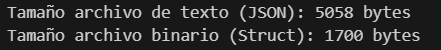 Tamaño archivo de texto (JSON): 5058 bytes
Tamaño archivo binario (Struct): 1700 bytes